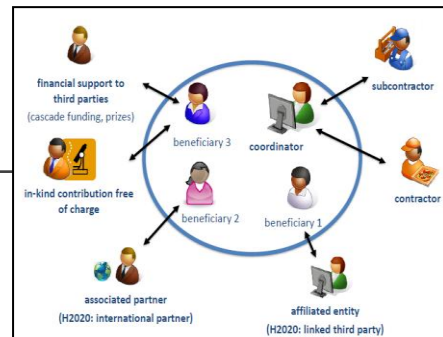 financial support to
third parties
(cascade funding, prizes)
subcontractor
beneficiary 3
coordinator
in-kind contribution free
of charge
contractor
beneficiary 2
beneficiary 1
associated partner
(H2020: international partner)
affiliated entity
(H2020: linked third party)